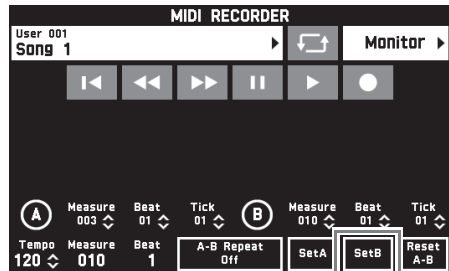 MIDI RECORDER
User 001
Song 1
Monitor
A Measure Beat Tick B Measure Beat Tick
003 01 01 010 01 01
Tempo Measure Beat A-B Repeat SetA SetB Reset
120 010 1 Off A-B